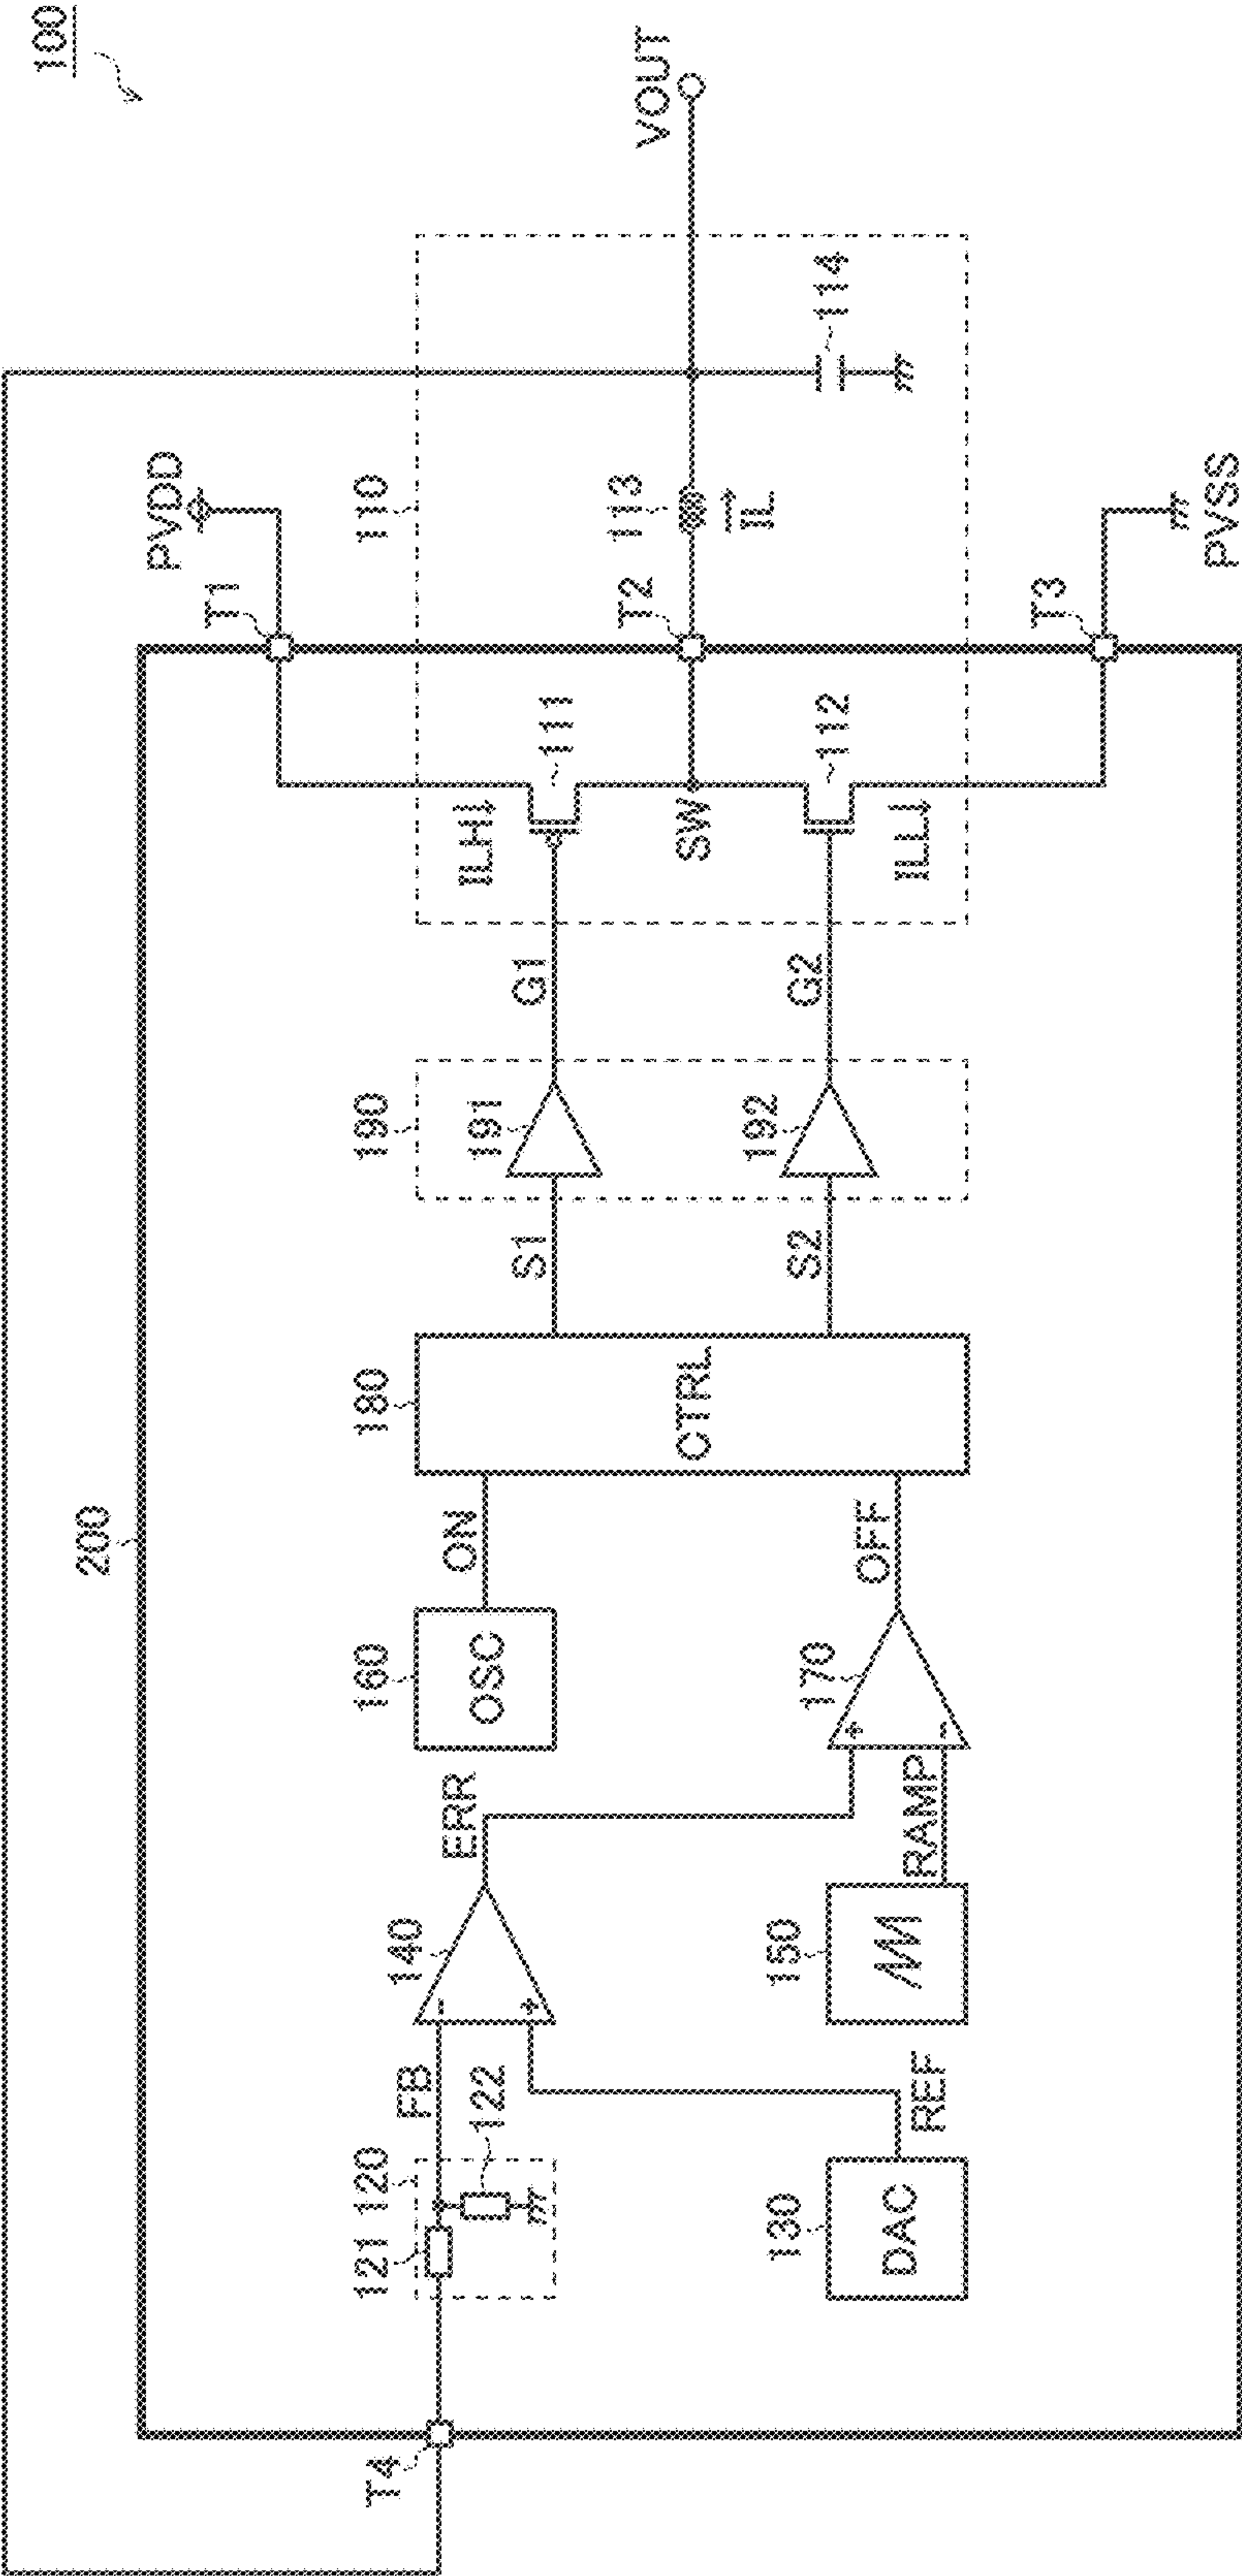 100
200
PVDD
T1
110
VOUT
113
IL
114
T2
T3
PVSS
ILH
111
SW
112
ILL
G1
G2
190
191
192
S1
S2
180
CTRL
ON
OFF
160
OSC
170
+
-
ERR
RAMP
140
-
+
150
FB
REF
120
121
122
130
DAC
T4